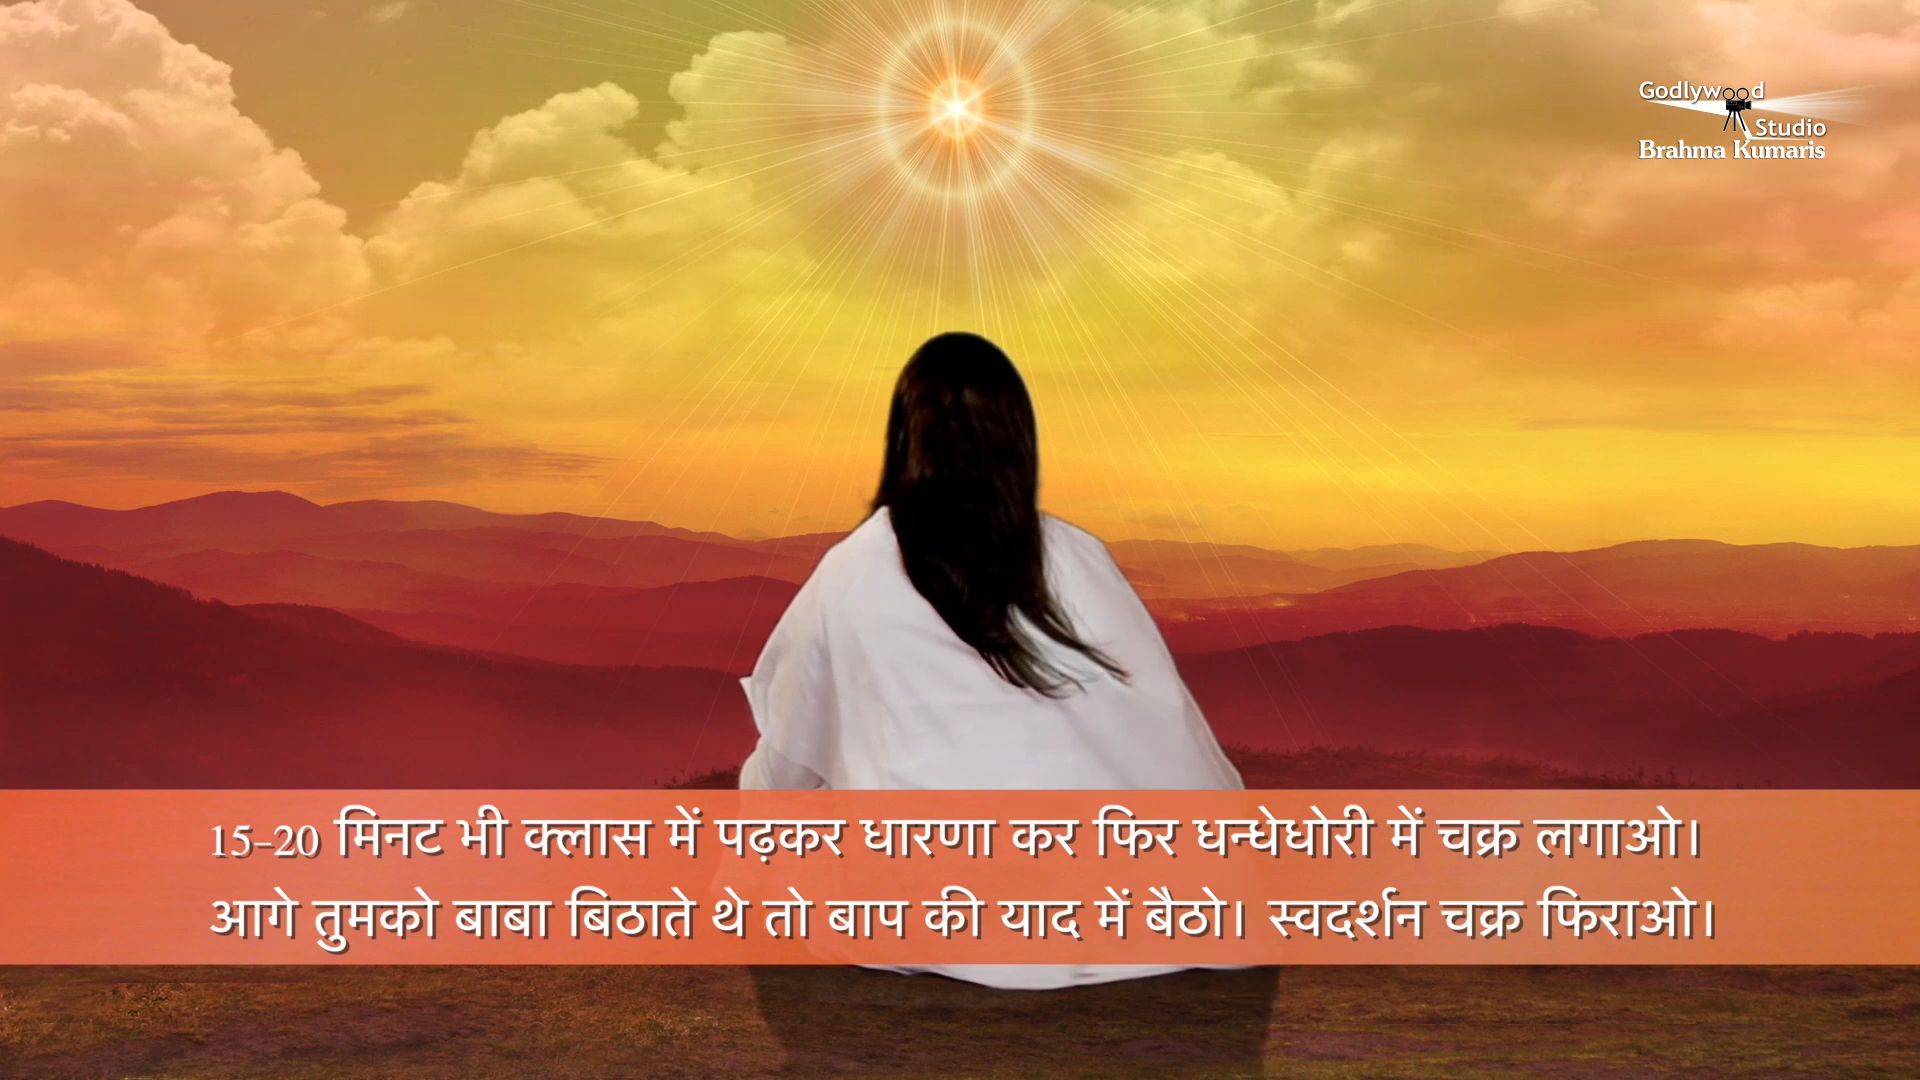 Godlywood
Studio
Brahma Kumaris
15-20 मिनट भी क्लास में पढ़कर धारणा कर फिर धन्धेधोरी में चक्र लगाओ।
आगे तुमको बाबा बिठाते थे तो बाप की याद में बैठो। स्वदर्शन चक्र फिराओ।